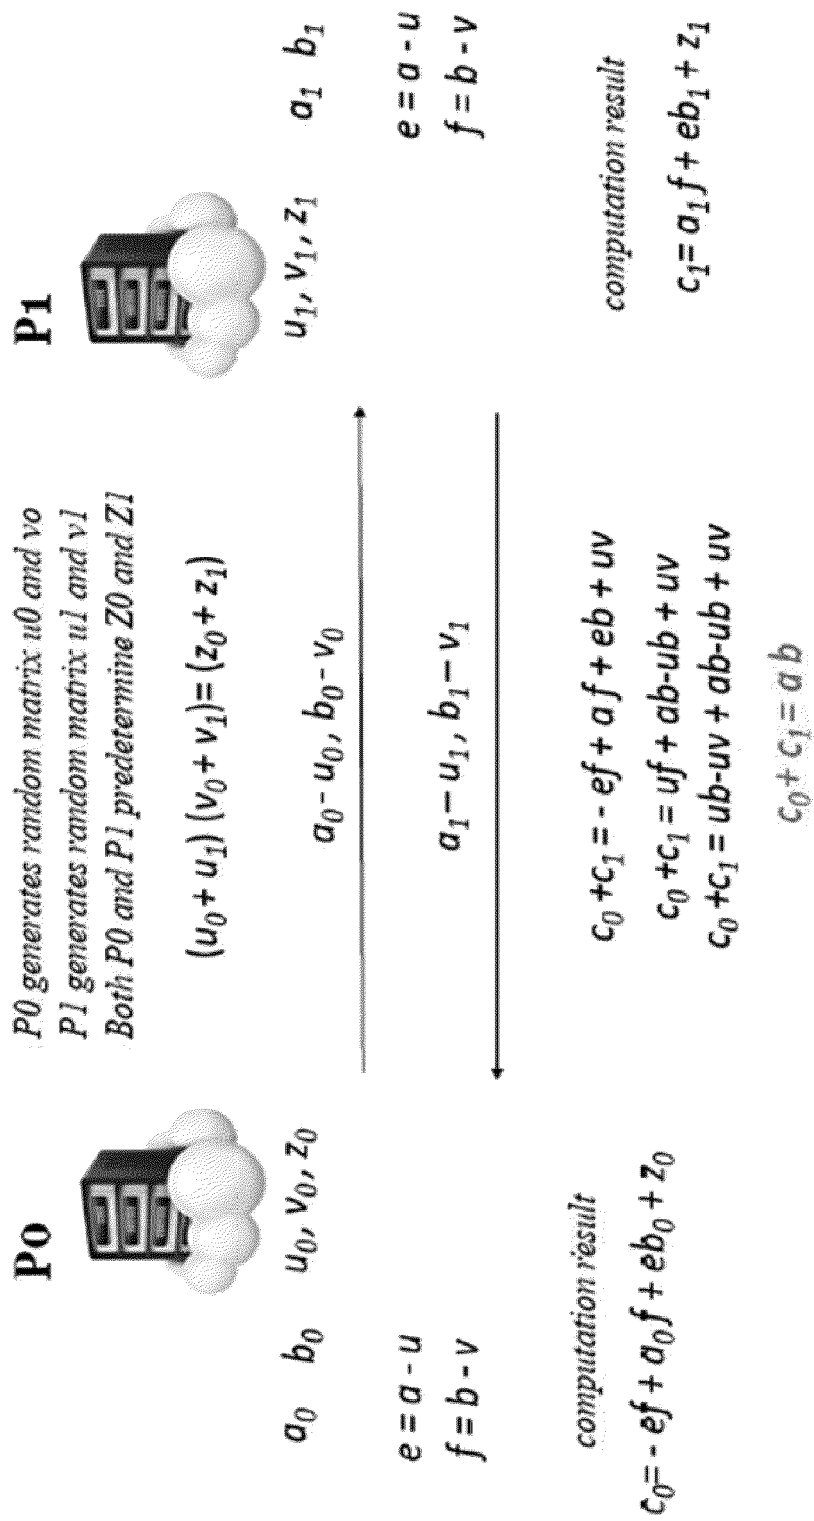 Po
P1
P0 generates random matrix u0 and vo
P1 generates random matrix u1 and v1
Both P0 and P1 predetermine Z0 and Z1
(u₀+ u₁) (v₀ + v₁)= (z₀ + z₁)
a₀ b₀ u₀, v₀, z₀
u₁, v₁, z₁ a₁ b₁
a₀- u₀, b₀- v₀
e = a - u
f = b - v
e = a - u
f = b - v
a₁- u₁, b₁- v₁
computation result
c₀= - ef + a₀f + eb₀ + z₀
c₀ +c₁ = - ef + a f + eb + uv
c₀ +c₁ = uf + ab-ub + uv
c₀ +c₁ = ub-uv + ab-ub + uv
c₀ + c₁ = a b
computation result
c₁= a₁f + eb₁ + z₁